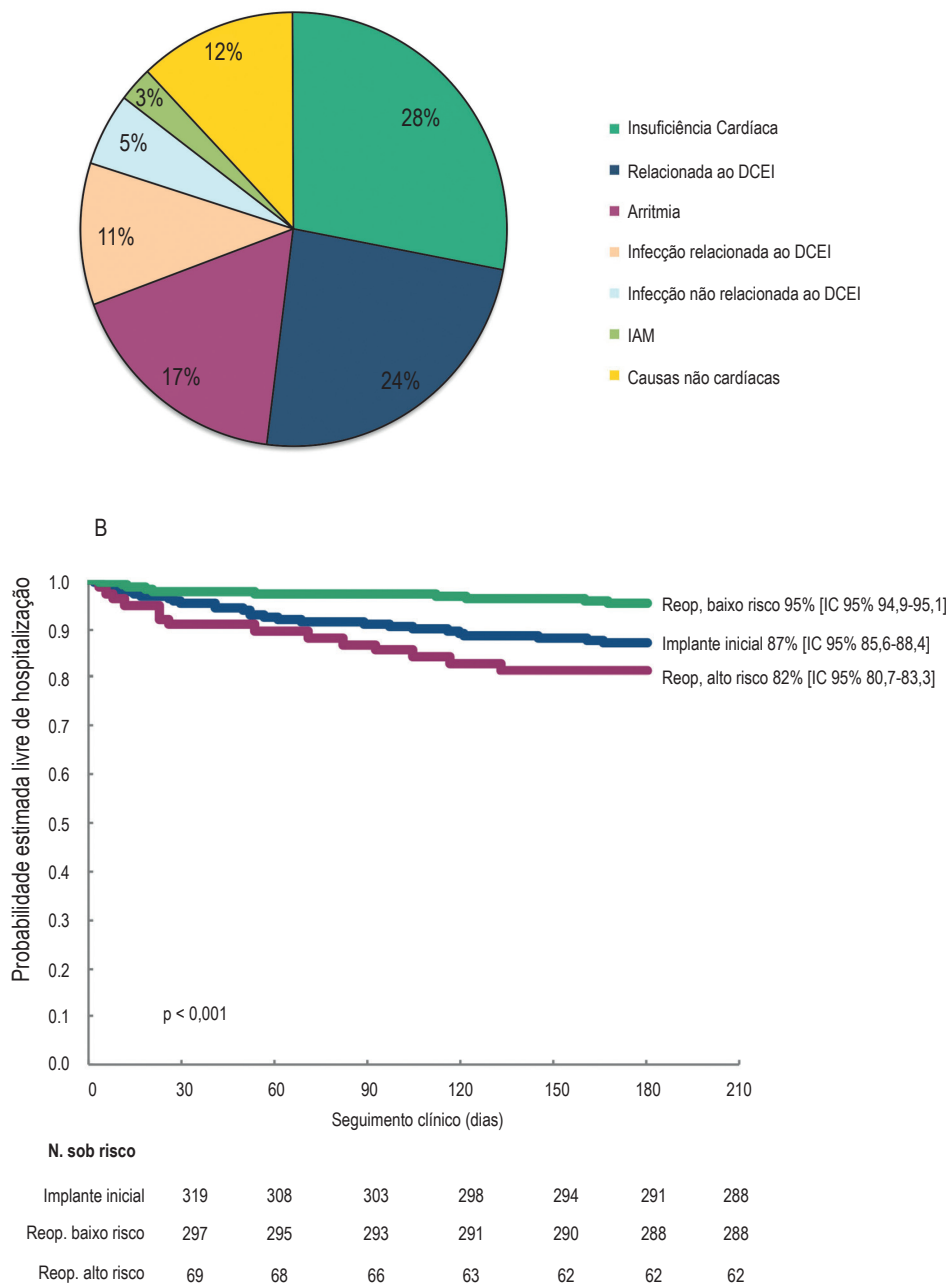 12%
3%
28%
5%
11%
17%
24%
Insuficiência Cardíaca
Relacionada ao DCEI
Arritmia
Infecção relacionada ao DCEI
Infecção não relacionada ao DCEI
IAM
Causas não cardíacas
B
Probabilidade estimada livre de hospitalização
1.0
0.9
0.8
0.7
0.6
0.5
0.4
0.3
0.2
0.1
0.0
Reop, baixo risco 95% [IC 95% 94,9-95,1]
Implante inicial 87% [IC 95% 85,6-88,4]
Reop, alto risco 82% [IC 95% 80,7-83,3]
p < 0,001
0 30 60 90 120 150 180 210
Seguimento clínico (dias)
N. sob risco
Implante inicial 319 308 303 298 294 291 288
Reop. baixo risco 297 295 293 291 290 288 288
Reop. alto risco 69 68 66 63 62 62 62